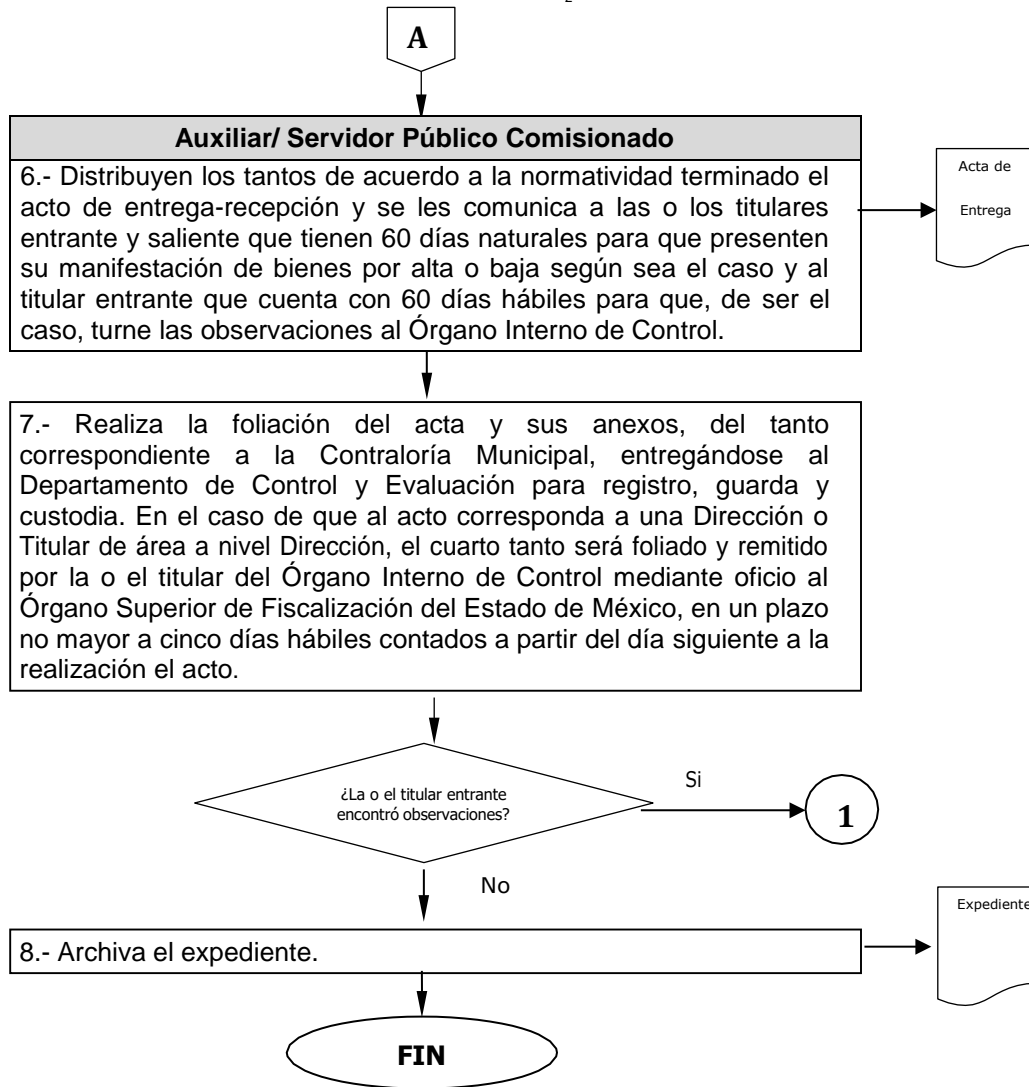 2
A
Auxiliar/ Servidor Público Comisionado
6.- Distribuyen los tantos de acuerdo a la normatividad terminado el
acto de entrega-recepción y se les comunica a las o los titulares
entrante y saliente que tienen 60 días naturales para que presenten
su manifestación de bienes por alta o baja según sea el caso y al
titular entrante que cuenta con 60 días hábiles para que, de ser el
caso, turne las observaciones al Órgano Interno de Control.
Acta de
Entrega
7.- Realiza la foliación del acta y sus anexos, del tanto
correspondiente a la Contraloría Municipal, entregándose al
Departamento de Control y Evaluación para registro, guarda y
custodia. En el caso de que al acto corresponda a una Dirección o
Titular de área a nivel Dirección, el cuarto tanto será foliado y remitido
por la o el titular del Órgano Interno de Control mediante oficio al
Órgano Superior de Fiscalización del Estado de México, en un plazo
no mayor a cinco días hábiles contados a partir del día siguiente a la
realización el acto.
¿La o el titular entrante
encontró observaciones?
Si
1
No
8.- Archiva el expediente.
Expediente
FIN